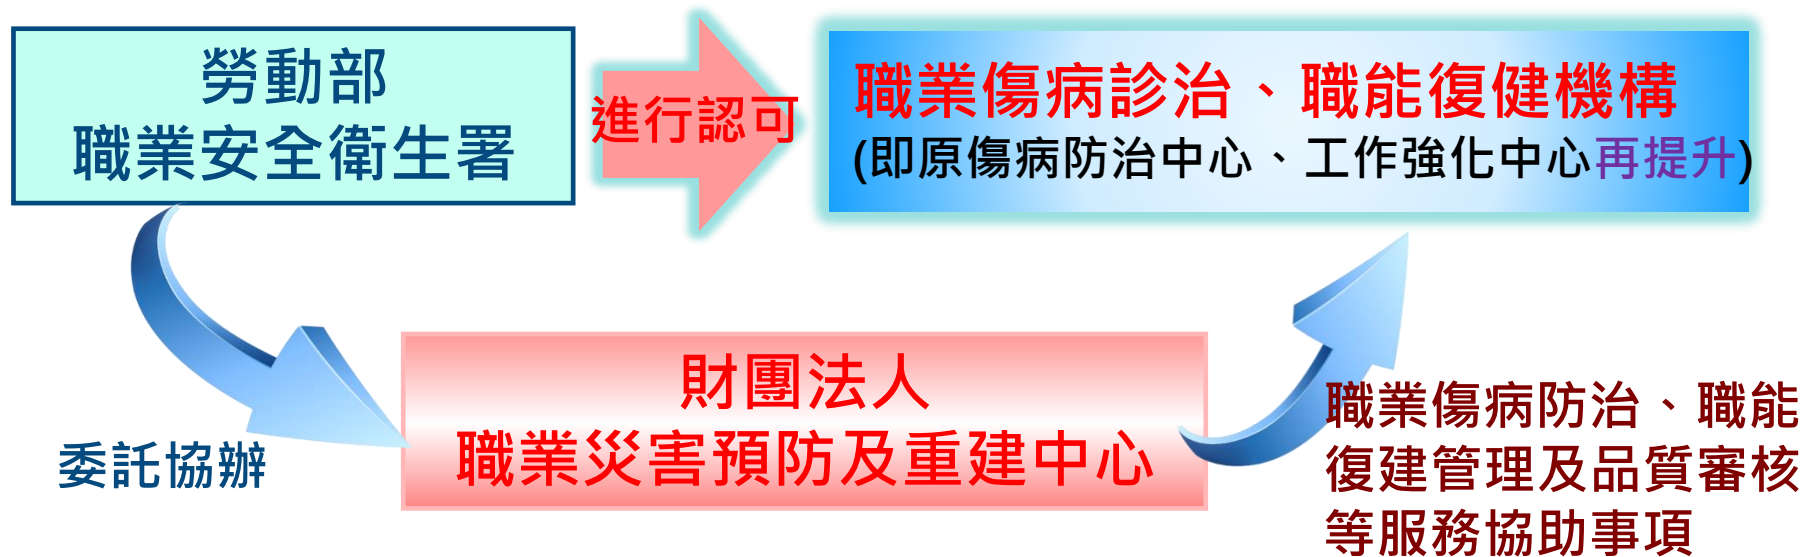 勞動部
職業安全衛生署
進行認可
職業傷病診治、職能復健機構
(即原傷病防治中心、工作強化中心再提升)
委託協辦
財團法人
職業災害預防及重建中心
職業傷病防治、職能
復建管理及品質審核
等服務協助事項